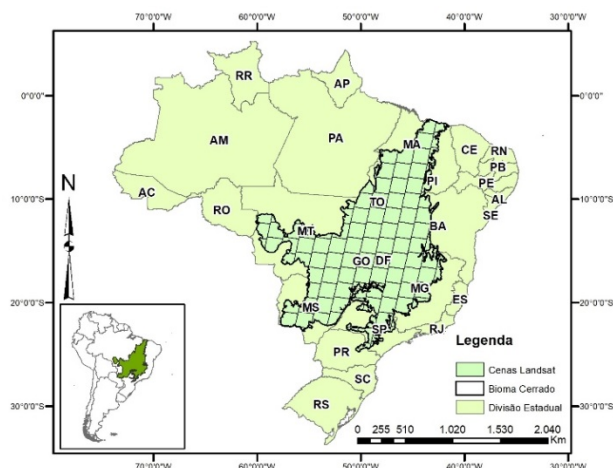 70°0'0"W 60°0'0"W 50°0'0"W 40°0'0"W 30°0'0"W
0°0'0" 0°0'0"
10°0'0"S 10°0'0"S
20°0'0"S 20°0'0"S
30°0'0"S 30°0'0"S
N
RR
AP
AM
PA
MA
CE
RN
PB
PI
PE
AC
TO
AL
RO
SE
BA
MT
GO DF
MG
MS
ES
SP
RJ
PR
SC
RS
Legenda
Cenas Landsat
Bioma Cerrado
Divisão Estadual
0 255 510 1.020 1.530 2.040
Km
70°0'0"W 60°0'0"W 50°0'0"W 40°0'0"W 30°0'0"W